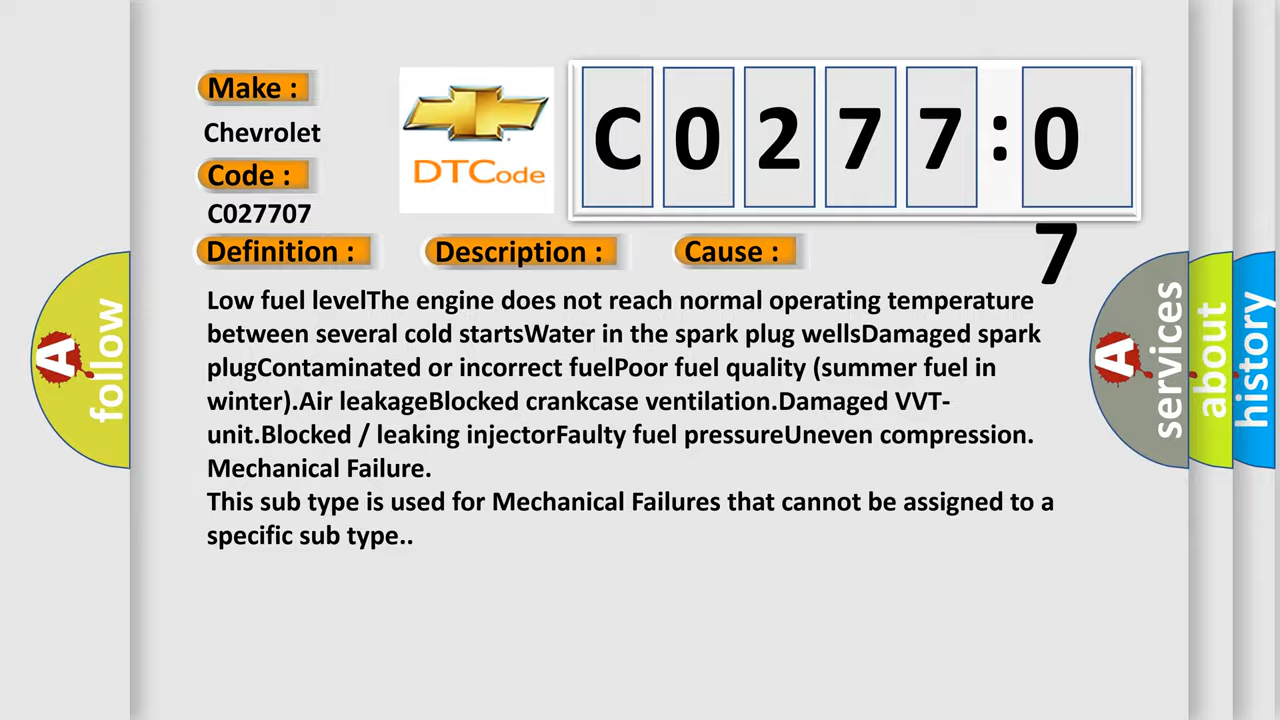 Make :
Chevrolet
Code :
C027707
DTCode
C 0 2 7 7 : 0
7
Definition :
Description :
Cause :
Low fuel levelThe engine does not reach normal operating temperature
between several cold startsWater in the spark plug wellsDamaged spark
plugContaminated or incorrect fuelPoor fuel quality (summer fuel in
winter).Air leakageBlocked crankcase ventilation.Damaged VVT-
unit.Blocked / leaking injectorFaulty fuel pressureUneven compression.
Mechanical Failure.
This sub type is used for Mechanical Failures that cannot be assigned to a
specific sub type..
A follow
A services
about
history